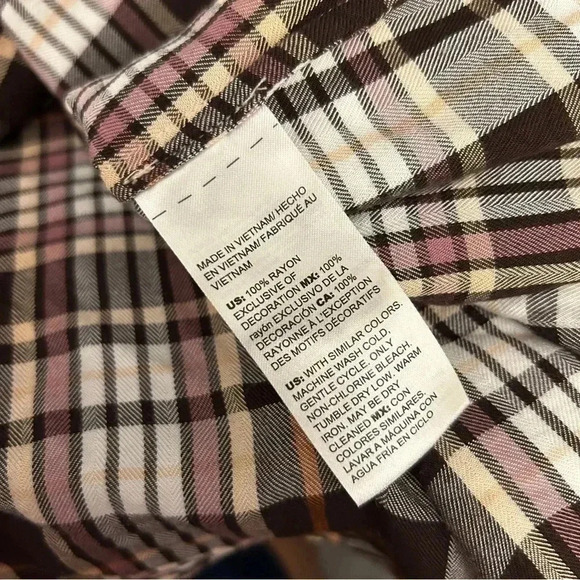 MADE IN VIETNAM/ HECHO
EN VIETNAM/ FABRIQUÉ AU
VIETNAM
US: 100% RAYON
EXCLUSIVE OF
DECORATION MX: 100%
rayón EXCLUSIVO DE LA
DECORACIÓN CA: 100%
RAYONNE À L'EXCEPTION
DES MOTIFS DÉCORATIFS
US: WITH SIMILAR COLORS.
MACHINE WASH COLD,
GENTLE CYCLE. ONLY
NON-CHLORINE BLEACH.
TUMBLE DRY LOW. WARM
IRON. MAY BE DRY
CLEANED MX: CON
COLORES SIMILARES.
LAVAR A MÁQUINA CON
AGUA FRÍA EN CICLO